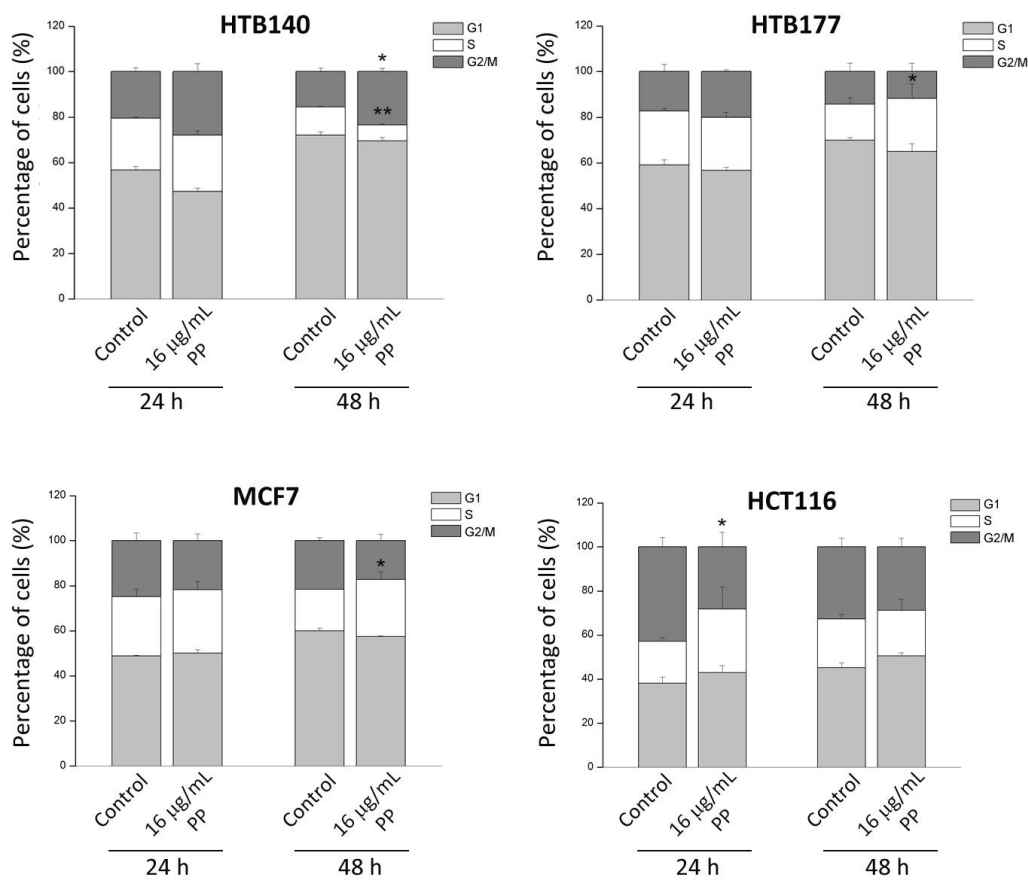 HTB140
Percentage of cells (%)
120
100
80
60
40
20
0
G1
S
G2/M
*
**
Control
16 µg/mL
PP
Control
16 µg/mL
PP
24 h
48 h
HTB177
Percentage of cells (%)
120
100
80
60
40
20
0
G1
S
G2/M
*
Control
16 µg/mL
PP
Control
16 µg/mL
PP
24 h
48 h
MCF7
Percentage of cells (%)
120
100
80
60
40
20
0
G1
S
G2/M
*
Control
16 µg/mL
PP
Control
16 µg/mL
PP
24 h
48 h
HCT116
Percentage of cells (%)
120
100
80
60
40
20
0
G1
S
G2/M
*
Control
16 µg/mL
PP
Control
16 µg/mL
PP
24 h
48 h